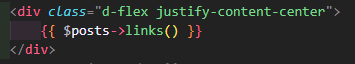 <div class="d-flex justify-content-center">
    {{ $posts->links() }}
</div>